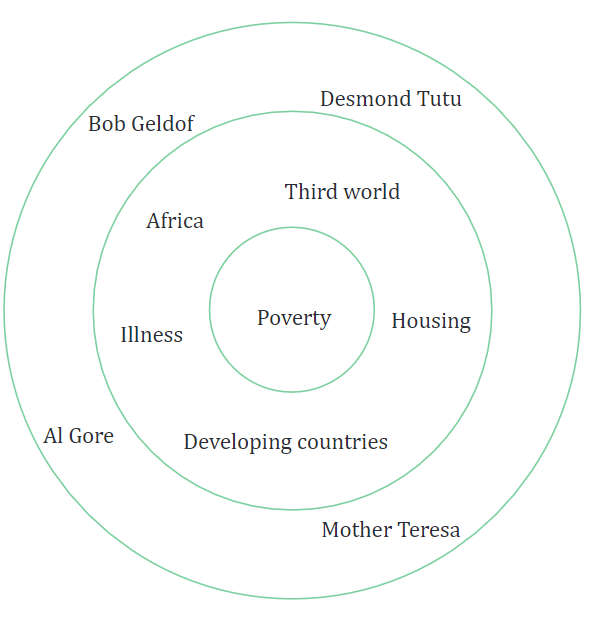 Desmond Tutu
Bob Geldof
Third world
Africa
Poverty
Housing
Illness
Al Gore
Developing countries
Mother Teresa